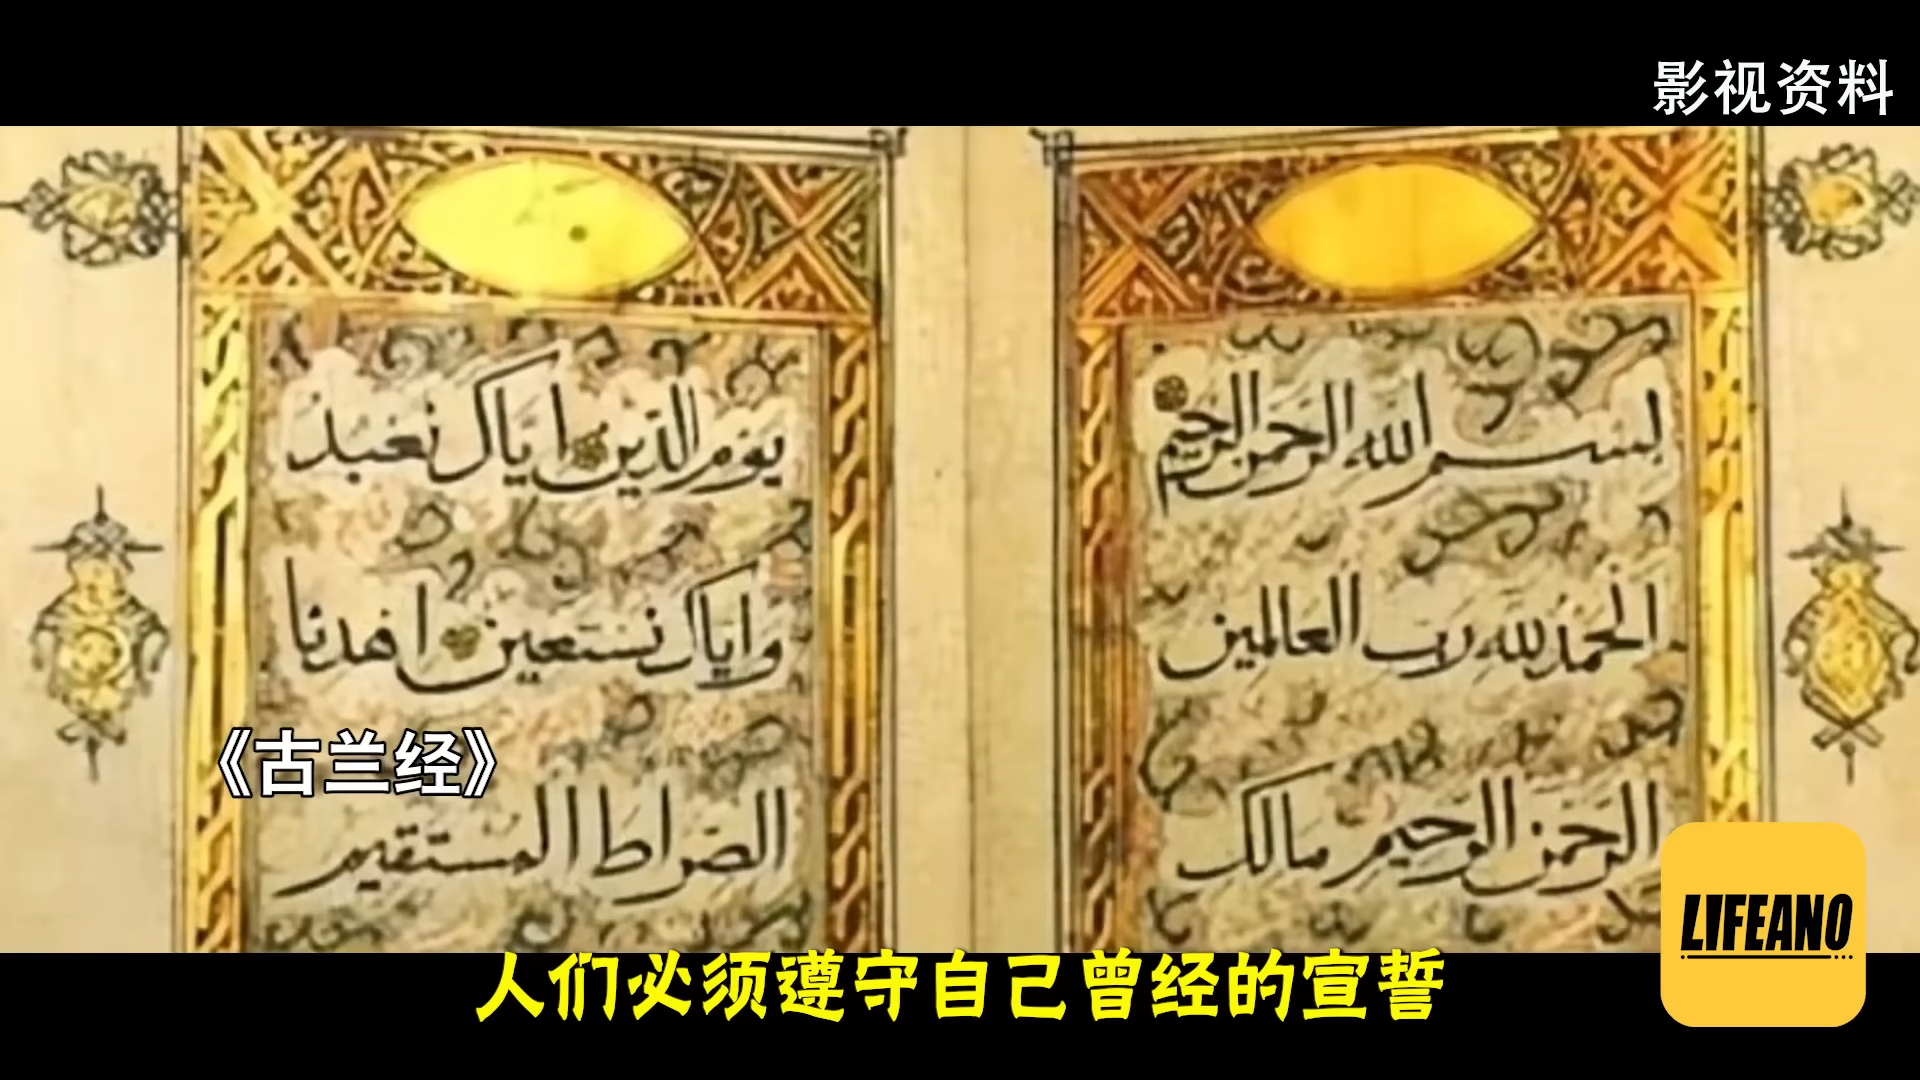 影视资料
بسم الله الرحمن الرحيم
الحمد لله رب العالمين
الرحمن الرحيم مالك
يوم الدين اياك نعبد
واياك نستعين اهدنا
الصراط المستقيم
《古兰经》
LIFEANO
人们必须遵守自己曾经的宣誓